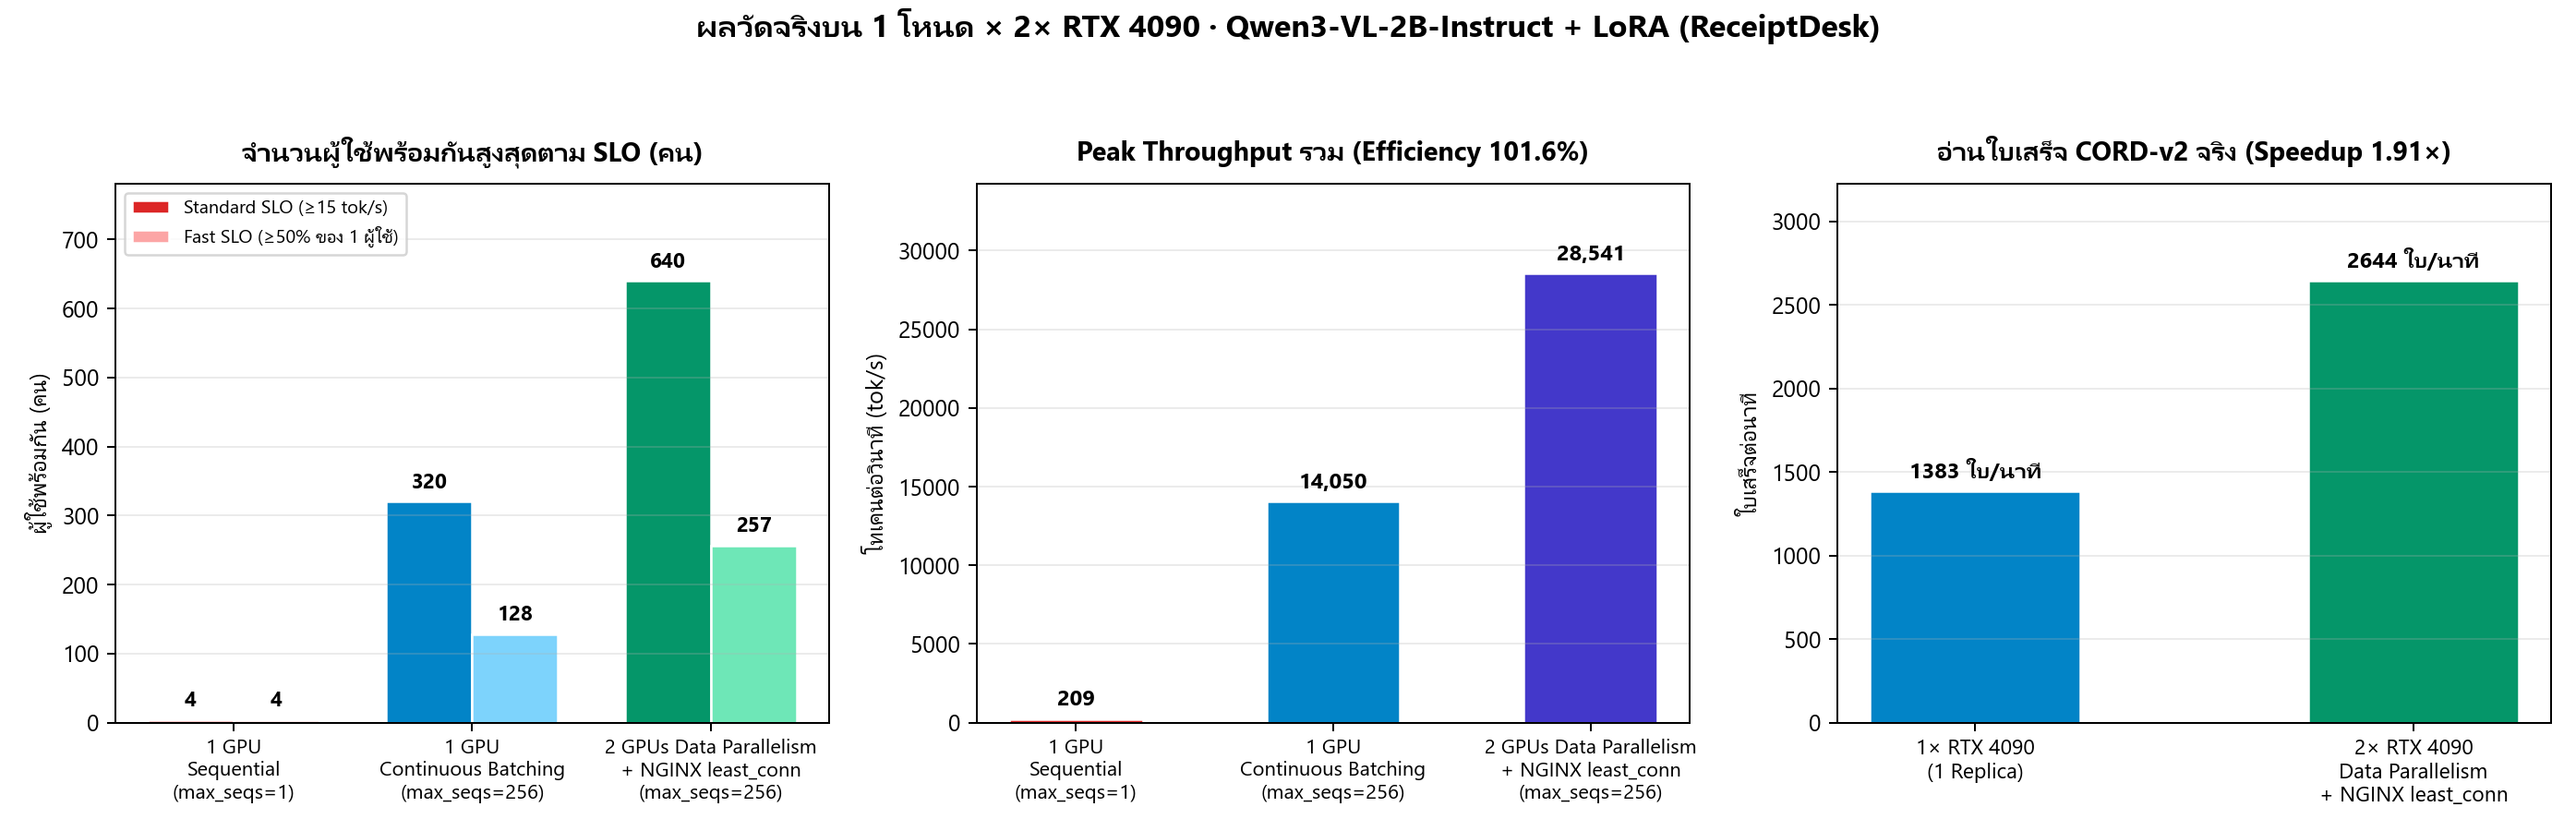 ผลวัดจริงบน 1 โหนด × 2× RTX 4090 · Qwen3-VL-2B-Instruct + LoRA (ReceiptDesk)
จำนวนผู้ใช้พร้อมกันสูงสุดตาม SLO (คน)
Standard SLO (≥15 tok/s)
Fast SLO (≥50% ของ 1 ผู้ใช้)
ผู้ใช้พร้อมกัน (คน)
700
600
500
400
300
200
100
0
4
4
320
128
640
257
1 GPU
Sequential
(max_seqs=1)
1 GPU
Continuous Batching
(max_seqs=256)
2 GPUs Data Parallelism
+ NGINX least_conn
(max_seqs=256)
Peak Throughput รวม (Efficiency 101.6%)
โทเคนต่อวินาที (tok/s)
30000
25000
20000
15000
10000
5000
0
209
14,050
28,541
1 GPU
Sequential
(max_seqs=1)
1 GPU
Continuous Batching
(max_seqs=256)
2 GPUs Data Parallelism
+ NGINX least_conn
(max_seqs=256)
อ่านใบเสร็จ CORD-v2 จริง (Speedup 1.91×)
ใบเสร็จต่อนาที
3000
2500
2000
1500
1000
500
0
1383 ใบ/นาที
2644 ใบ/นาที
1× RTX 4090
(1 Replica)
2× RTX 4090
Data Parallelism
+ NGINX least_conn